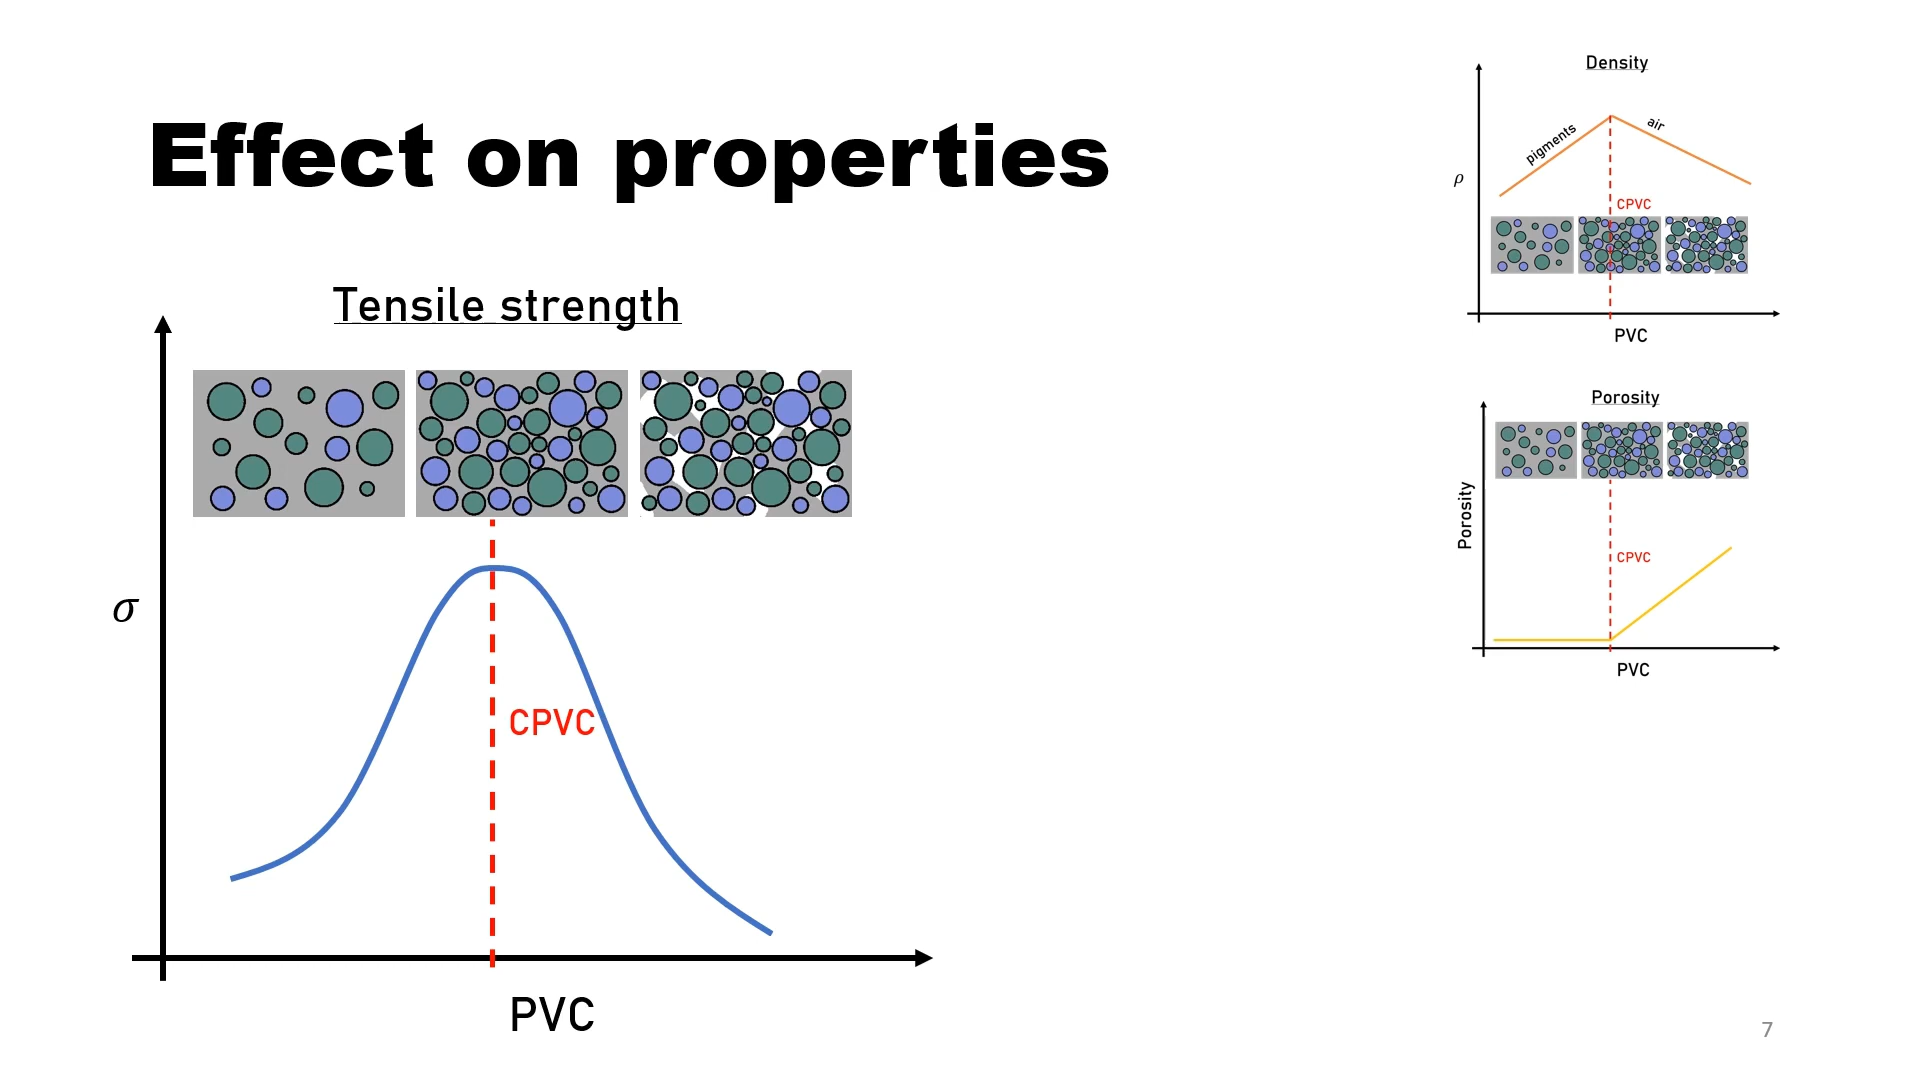 Effect on properties
Tensile strength
σ
CPVC
PVC
Density
pigments
air
ρ
CPVC
PVC
Porosity
Porosity
CPVC
PVC
7